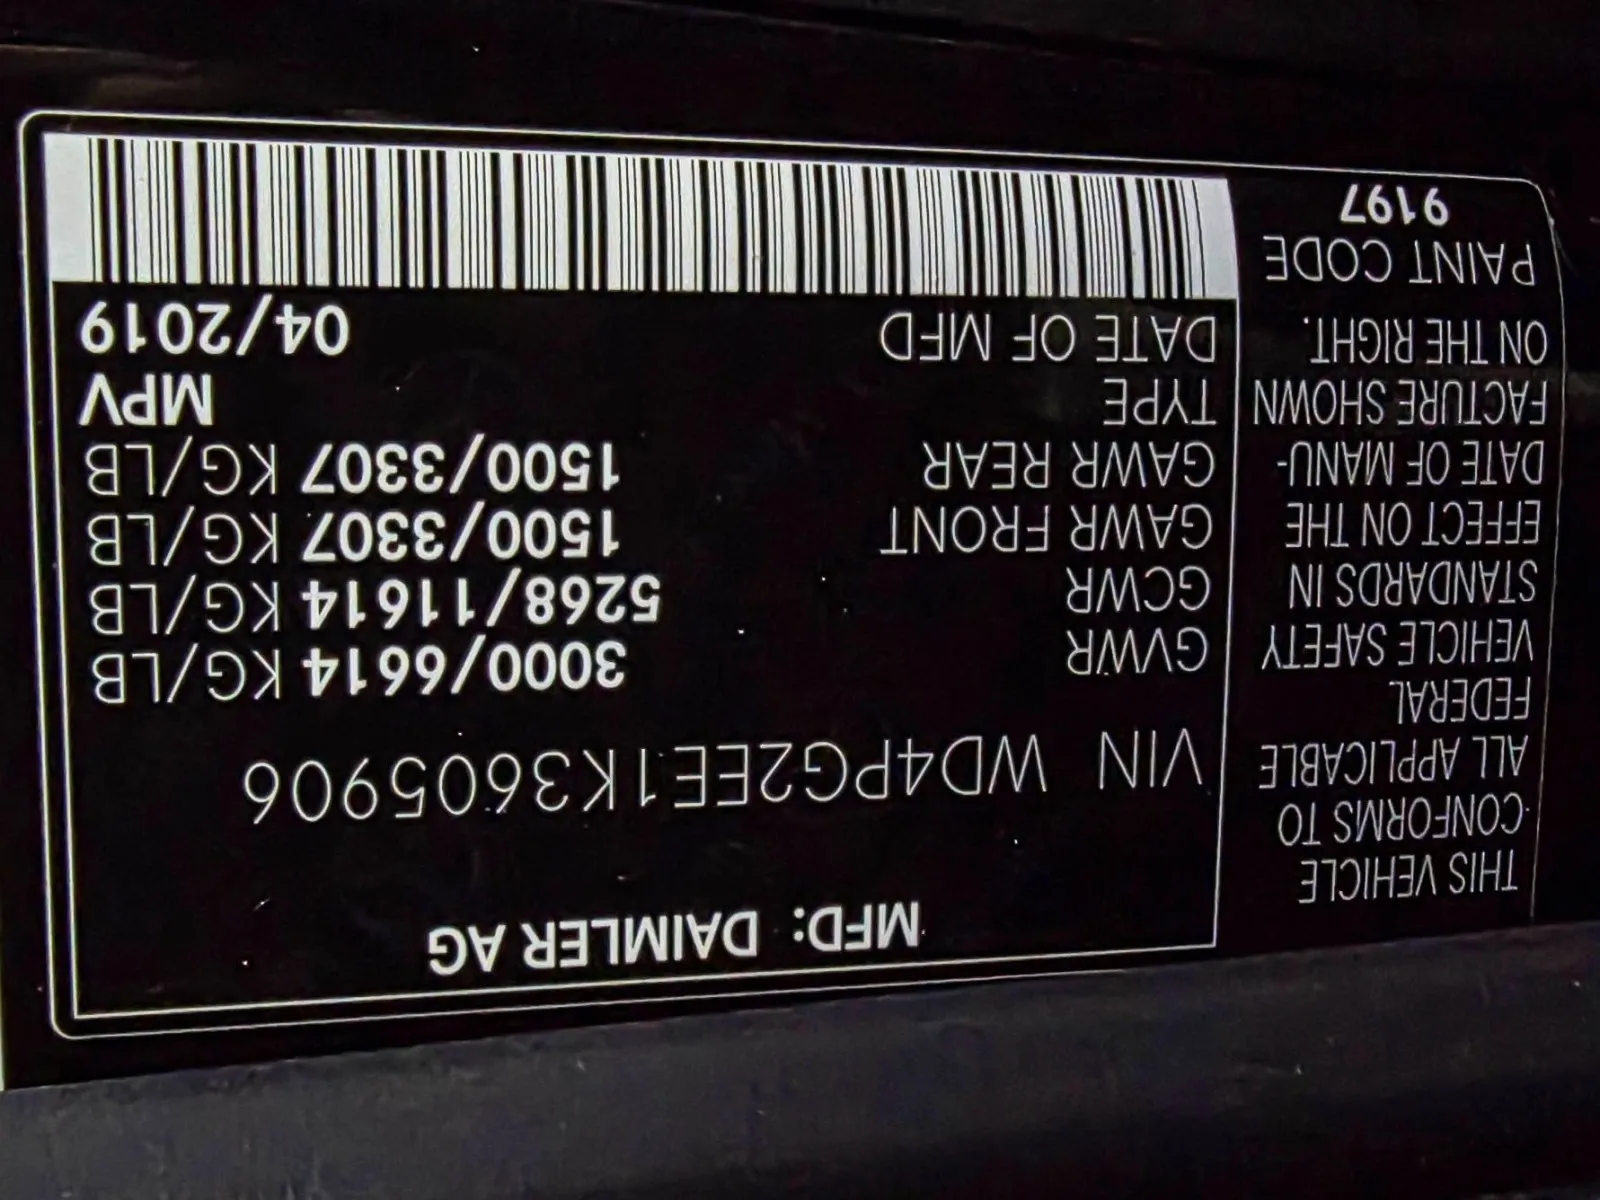 MFD: DAIMLER AG
VIN WD4PG2EE1K3605906
GVWR 3000/6614 KG/LB
GCWR 5268/11614 KG/LB
GAWR FRONT 1500/3307 KG/LB
GAWR REAR 1500/3307 KG/LB
TYPE MPV
DATE OF MFD 04/2019
THIS VEHICLE
CONFORMS TO
ALL APPLICABLE
FEDERAL
VEHICLE SAFETY
STANDARDS IN
EFFECT ON THE
DATE OF MANU-
FACTURE SHOWN
ON THE RIGHT.
PAINT CODE
9197